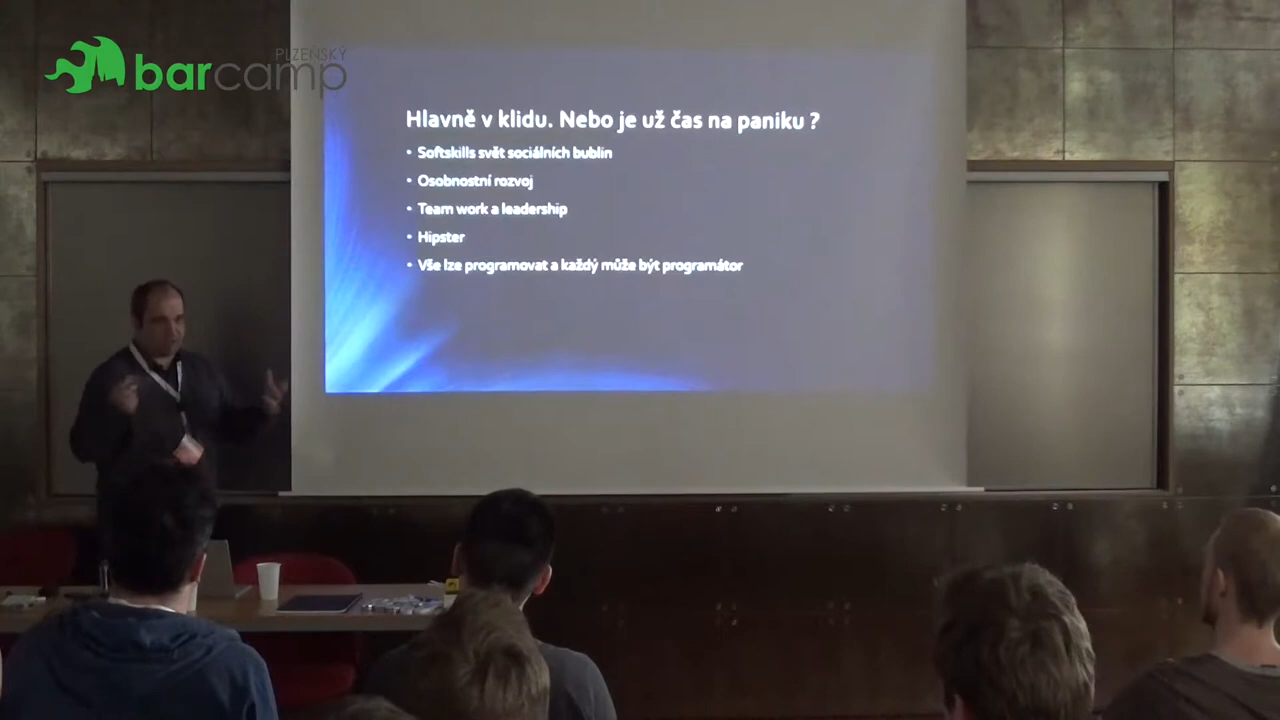 PLZEŇSKÝ
barcamp
Hlavně v klidu. Nebo je už čas na paniku ?
• Softskills svět sociálních bublin
• Osobnostní rozvoj
• Team work a leadership
• Hipster
• Vše lze programovat a každý může být programátor